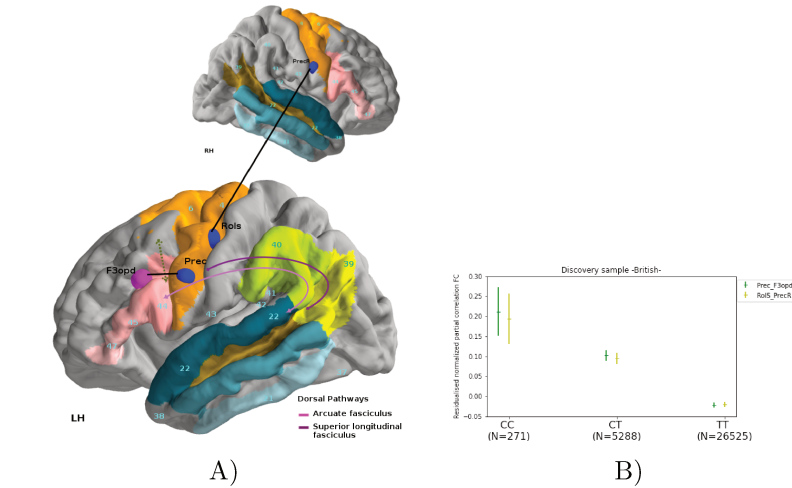 Prec
RH
6
Rols
40
Prec
F3opd
39
41
42
44
43
22
22
38
Dorsal Pathways
Arcuate fasciculus
Superior longitudinal
fasciculus
LH
A)
Discovery sample -British-
Residualised normalized partial correlation FC
0.30
0.25
0.20
0.15
0.10
0.05
0.00
−0.05
CC
(N=271)
CT
(N=5288)
TT
(N=26525)
Prec_F3opd
RolS_PrecR
B)